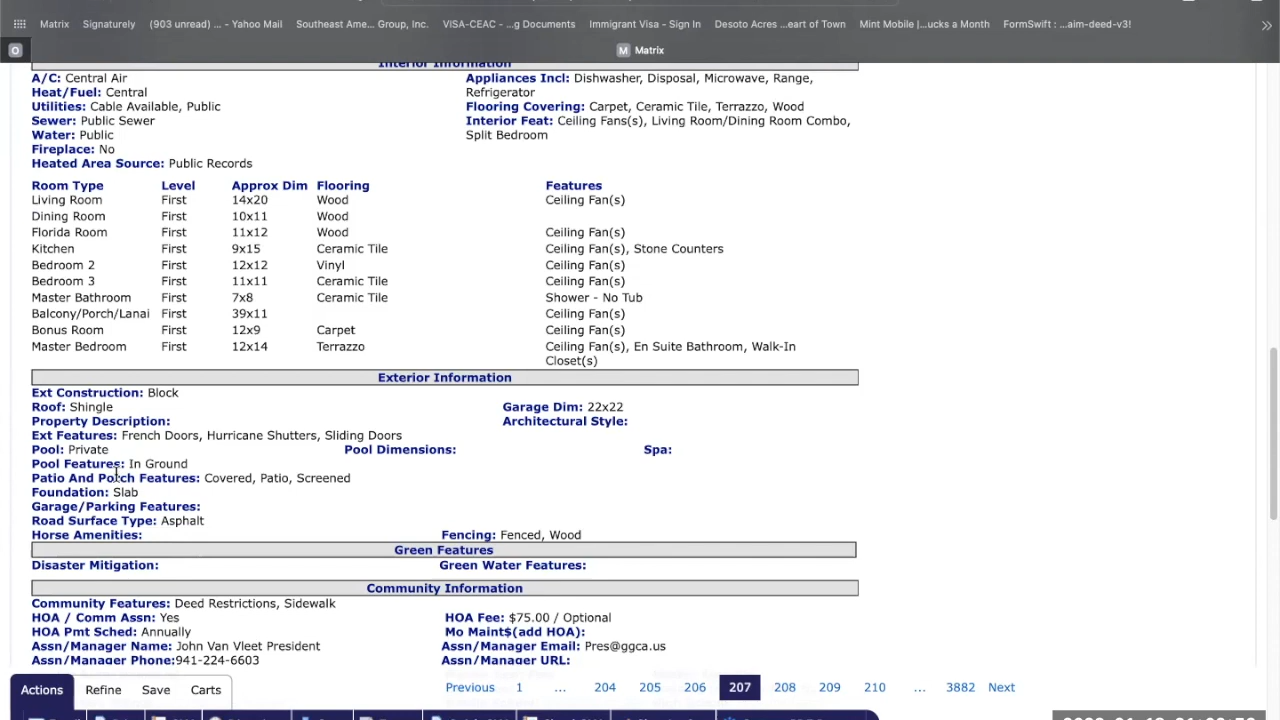 Matrix Signaturely (903 unread) ... - Yahoo Mail Southeast Ame... Group, Inc. VISA-CEAC - ...g Documents Immigrant Visa - Sign In Desoto Acres ...eart of Town Mint Mobile |...ucks a Month FormSwift : ...aim-deed-v3! »
O M Matrix
Interior Information
A/C: Central Air Appliances Incl: Dishwasher, Disposal, Microwave, Range,
Heat/Fuel: Central Refrigerator
Utilities: Cable Available, Public Flooring Covering: Carpet, Ceramic Tile, Terrazzo, Wood
Sewer: Public Sewer Interior Feat: Ceiling Fans(s), Living Room/Dining Room Combo,
Water: Public Split Bedroom
Fireplace: No
Heated Area Source: Public Records
Room Type Level Approx Dim Flooring Features
Living Room First 14x20 Wood Ceiling Fan(s)
Dining Room First 10x11 Wood
Florida Room First 11x12 Wood Ceiling Fan(s)
Kitchen First 9x15 Ceramic Tile Ceiling Fan(s), Stone Counters
Bedroom 2 First 12x12 Vinyl Ceiling Fan(s)
Bedroom 3 First 11x11 Ceramic Tile Ceiling Fan(s)
Master Bathroom First 7x8 Ceramic Tile Shower - No Tub
Balcony/Porch/Lanai First 39x11 Ceiling Fan(s)
Bonus Room First 12x9 Carpet Ceiling Fan(s)
Master Bedroom First 12x14 Terrazzo Ceiling Fan(s), En Suite Bathroom, Walk-In
Closet(s)
Exterior Information
Ext Construction: Block
Roof: Shingle Garage Dim: 22x22
Property Description: Architectural Style:
Ext Features: French Doors, Hurricane Shutters, Sliding Doors
Pool: Private Pool Dimensions: Spa:
Pool Features: In Ground
Patio And Porch Features: Covered, Patio, Screened
Foundation: Slab
Garage/Parking Features:
Road Surface Type: Asphalt
Horse Amenities: Fencing: Fenced, Wood
Green Features
Disaster Mitigation: Green Water Features:
Community Information
Community Features: Deed Restrictions, Sidewalk
HOA / Comm Assn: Yes HOA Fee: $75.00 / Optional
HOA Pmt Sched: Annually Mo Maint$(add HOA):
Assn/Manager Name: John Van Vleet President Assn/Manager Email: Pres@ggca.us
Assn/Manager Phone:941-224-6603 Assn/Manager URL:
Actions Refine Save Carts Previous 1 ... 204 205 206 207 208 209 210 ... 3882 Next